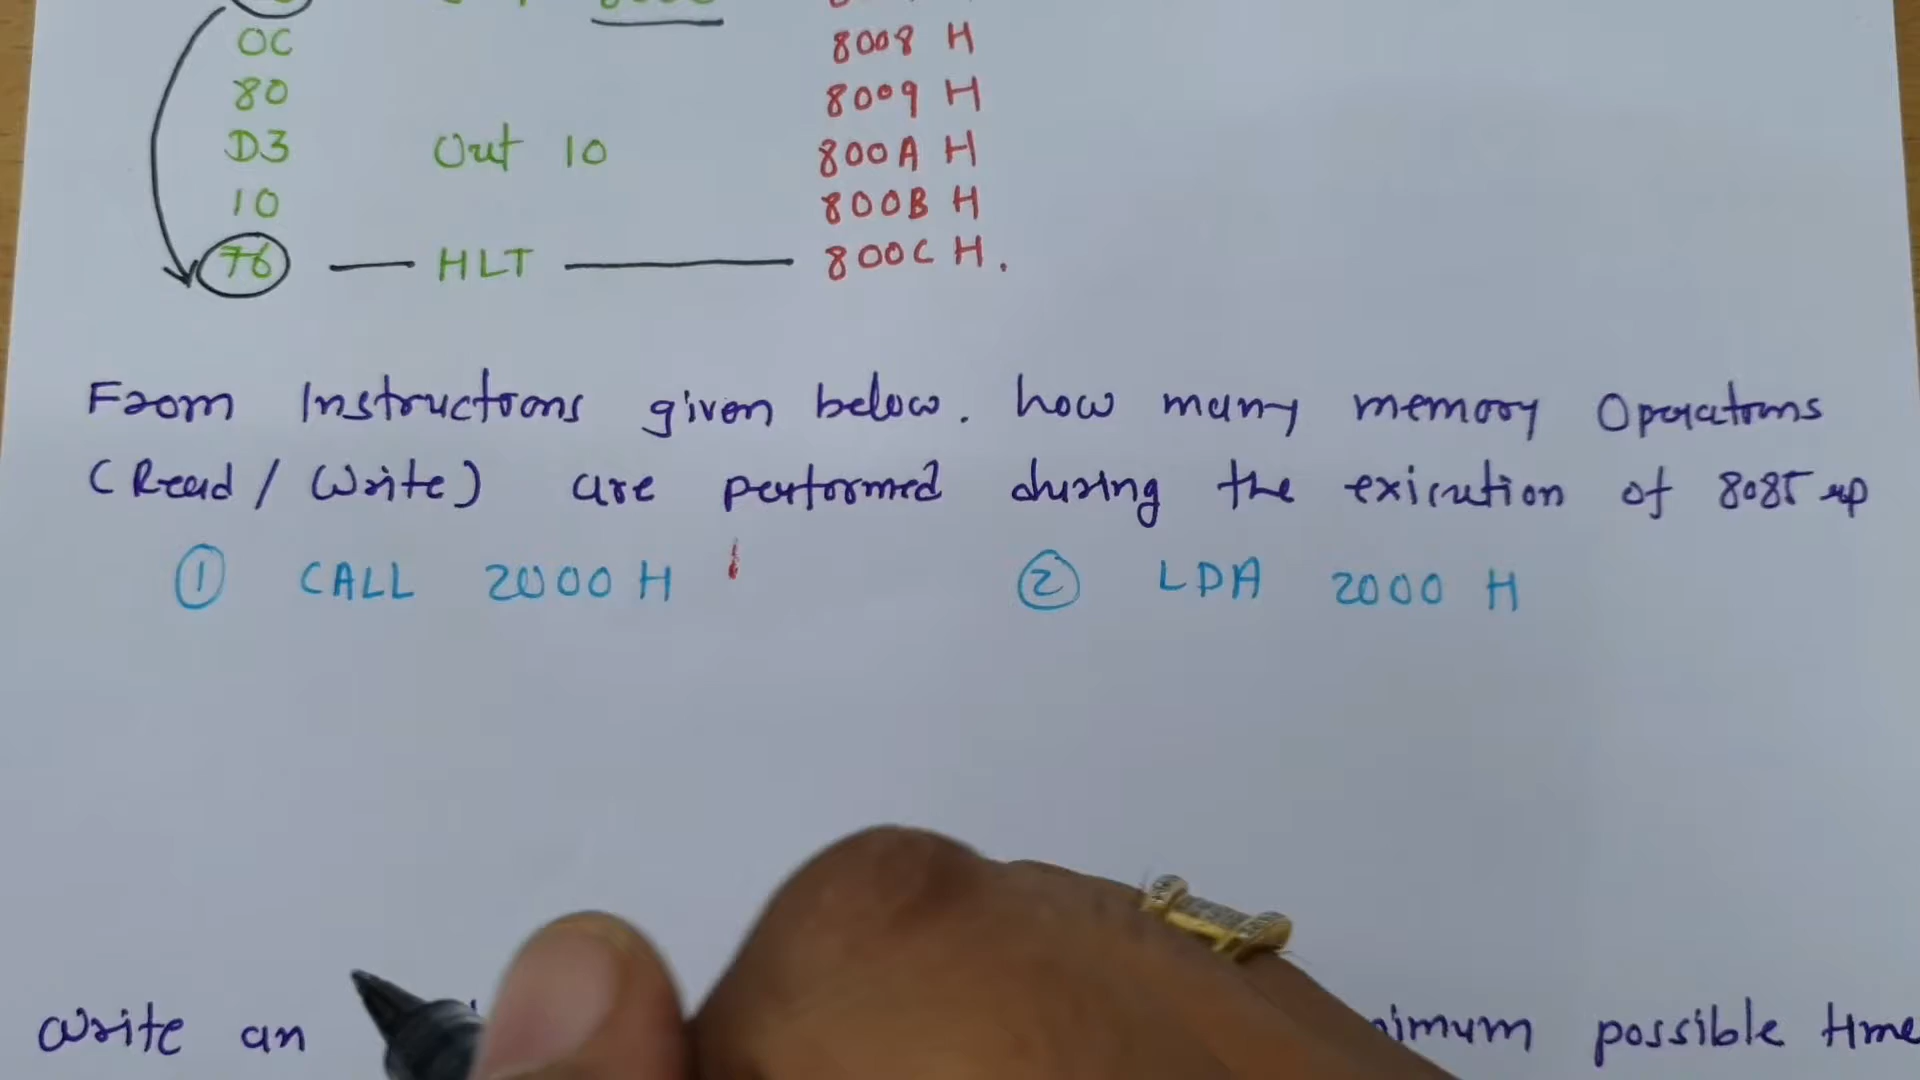 OC 8008 H
80 8009 H
D3 Out 10 800A H
10 800B H
76 — HLT — 800C H.
From Instructions given below. how many memory Operations
(Read / Write) are performed during the exicution of 8085 up
① CALL 2000 H ② LDA 2000 H
Write an nimum possible time